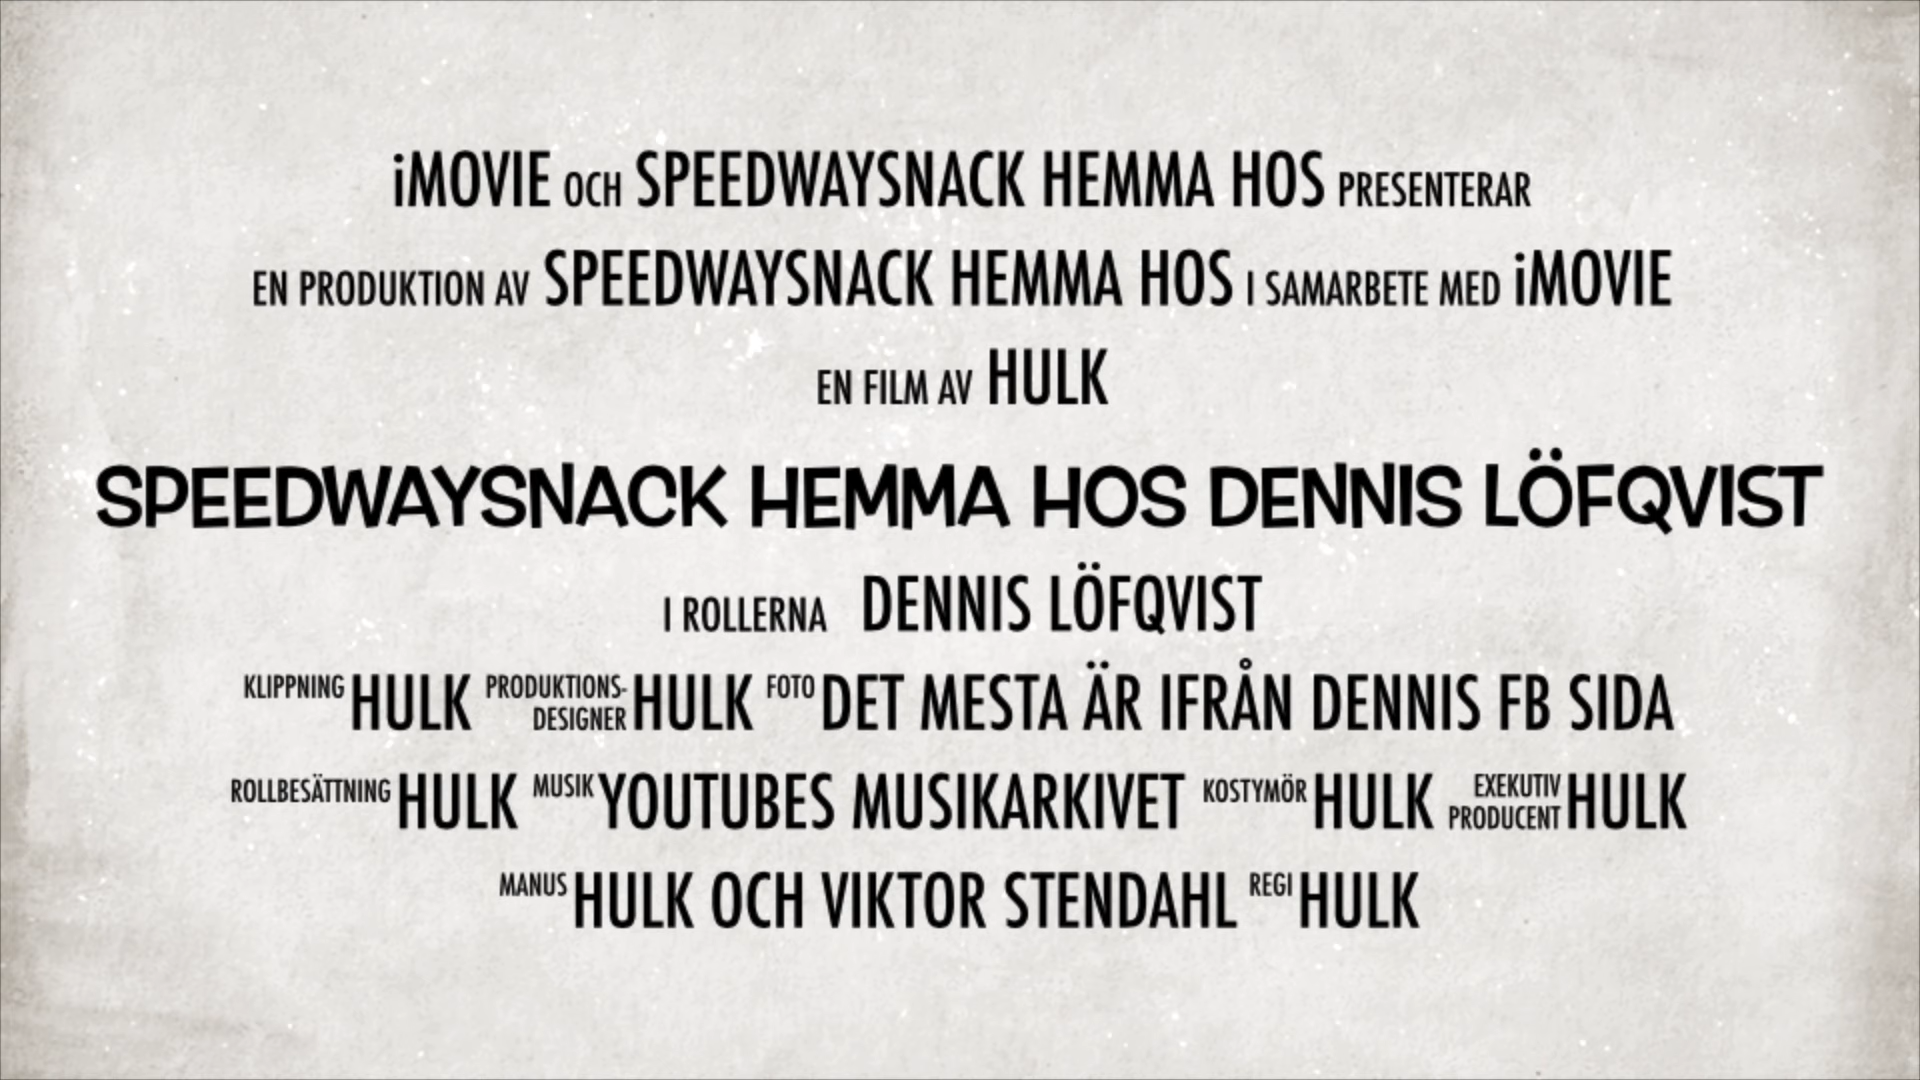 iMOVIE OCH SPEEDWAYSNACK HEMMA HOS PRESENTERAR
EN PRODUKTION AV SPEEDWAYSNACK HEMMA HOS I SAMARBETE MED iMOVIE
EN FILM AV HULK
SPEEDWAYSNACK HEMMA HOS DENNIS LÖFQVIST
I ROLLERNA DENNIS LÖFQVIST
KLIPPNING HULK PRODUKTIONS-DESIGNER HULK FOTO DET MESTA ÄR IFRÅN DENNIS FB SIDA
ROLLBESÄTTNING HULK MUSIK YOUTUBES MUSIKARKIVET KOSTYMÖR HULK EXEKUTIV PRODUCENT HULK
MANUS HULK OCH VIKTOR STENDAHL REGI HULK